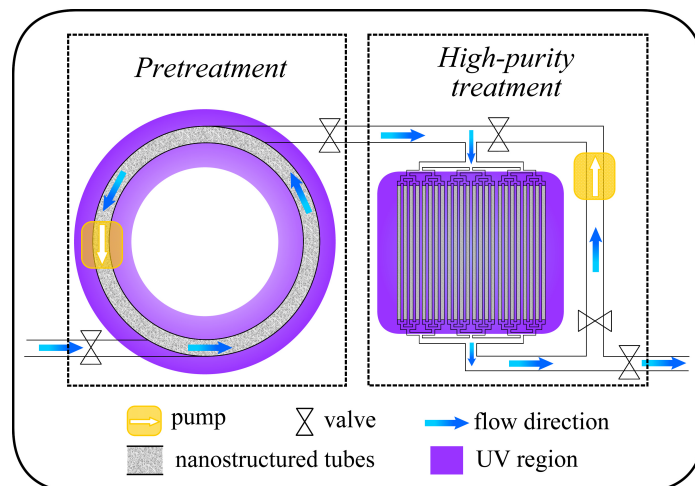 Pretreatment
High-purity
treatment
pump
valve
flow direction
nanostructured tubes
UV region